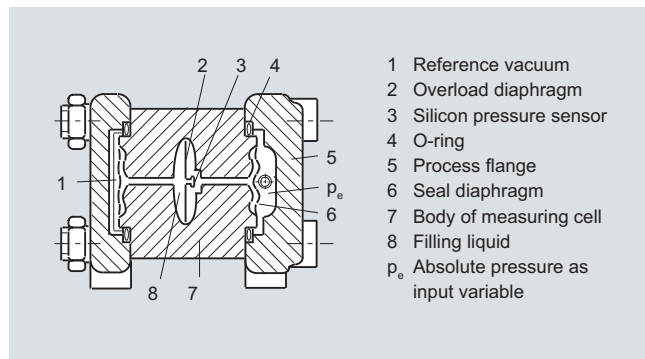 2 3 4
1
5
pe
6
8 7
1 Reference vacuum
2 Overload diaphragm
3 Silicon pressure sensor
4 O-ring
5 Process flange
6 Seal diaphragm
7 Body of measuring cell
8 Filling liquid
pe Absolute pressure as
input variable